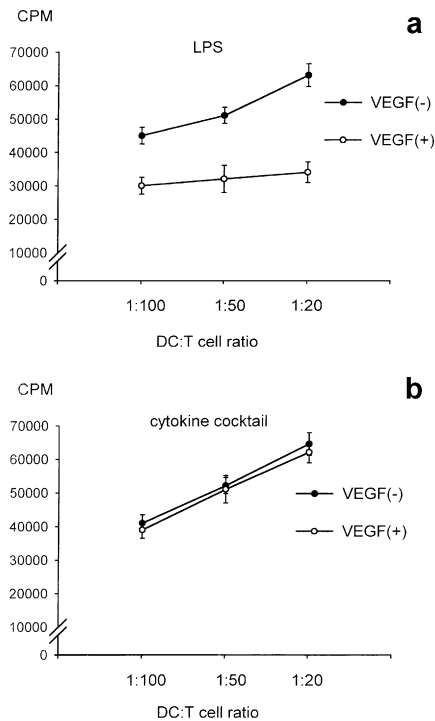 CPM
a
LPS
70000
60000
50000
40000
30000
20000
10000
0
VEGF(-)
VEGF(+)
1:100 1:50 1:20
DC:T cell ratio
CPM
b
cytokine cocktail
70000
60000
50000
40000
30000
20000
10000
0
VEGF(-)
VEGF(+)
1:100 1:50 1:20
DC:T cell ratio